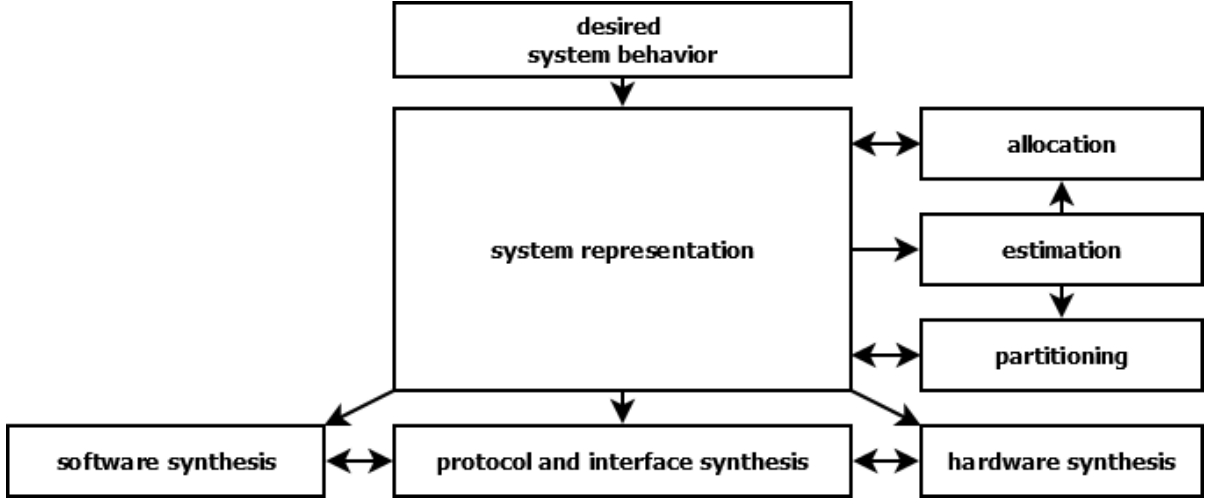 desired
system behavior
allocation
system representation
estimation
partitioning
software synthesis
protocol and interface synthesis
hardware synthesis